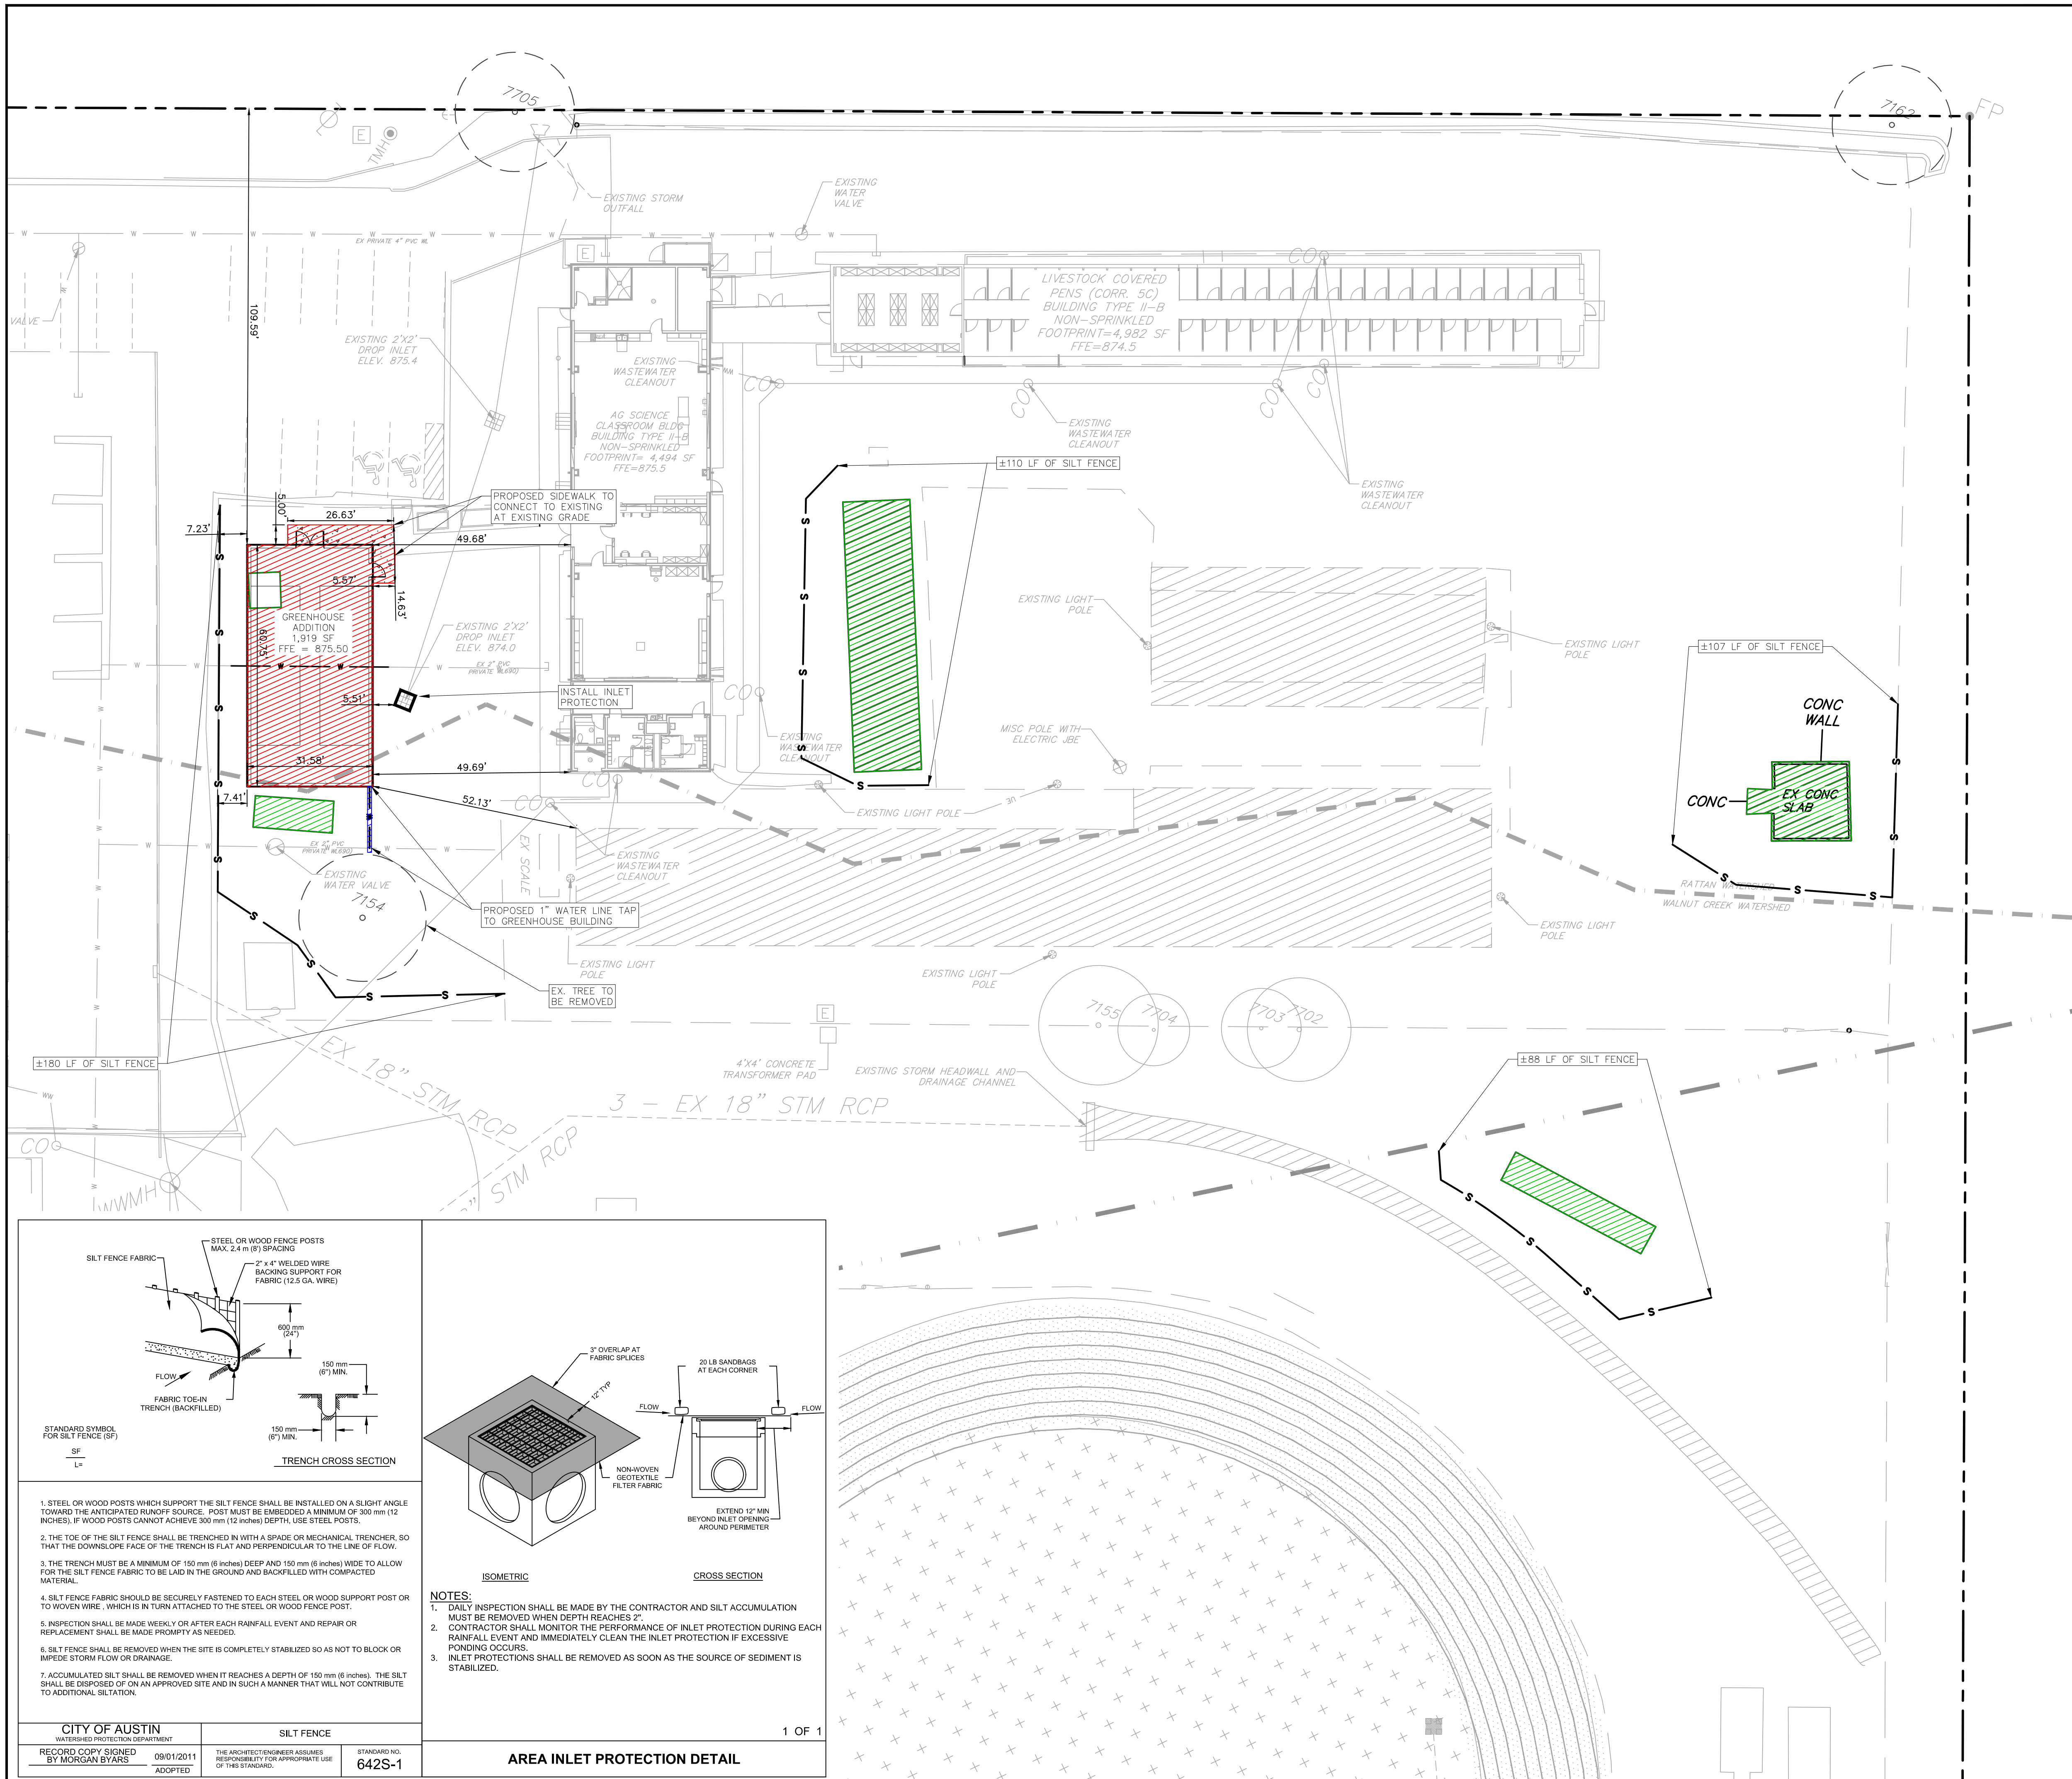 7705
7162
FP
E
TMH
EXISTING STORM
OUTFALL
EXISTING
WATER
VALVE
EX PRIVATE 4" PVC WL
VALVE
109.59'
E
CO
LIVESTOCK COVERED
PENS (CORR. 5C)
BUILDING TYPE II-B
NON-SPRINKLED
FOOTPRINT=4,982 SF
FFE=874.5
EXISTING 2'X2'
DROP INLET
ELEV. 875.4
EXISTING
WASTEWATER
CLEANOUT
WW
CO
CO
CO
CO
AG SCIENCE
CLASSROOM BLDG
BUILDING TYPE II-B
NON-SPRINKLED
FOOTPRINT= 4,494 SF
FFE=875.5
EXISTING
WASTEWATER
CLEANOUT
EXISTING
WASTEWATER
CLEANOUT
±110 LF OF SILT FENCE
PROPOSED SIDEWALK TO
CONNECT TO EXISTING
AT EXISTING GRADE
5.00'
26.63'
7.23'
49.68'
5.57'
14.63'
GREENHOUSE
ADDITION
1,919 SF
FFE = 875.50
60.75'
EXISTING 2'X2'
DROP INLET
ELEV. 874.0
EX 2" PVC
(PRIVATE WL690)
INSTALL INLET
PROTECTION
5.51'
EXISTING LIGHT
POLE
EXISTING LIGHT
POLE
±107 LF OF SILT FENCE
CONC
WALL
CONC
EX CONC
SLAB
MISC POLE WITH
ELECTRIC JBE
CO
EXISTING
WASTEWATER
CLEANOUT
31.58'
49.69'
7.41'
52.13'
CO
CO
EXISTING LIGHT POLE
EX 2" PVC
PRIVATE WL690)
EXISTING
WATER VALVE
7154
EX SCALE
EXISTING
WASTEWATER
CLEANOUT
PROPOSED 1" WATER LINE TAP
TO GREENHOUSE BUILDING
RATTAN WATERSHED
WALNUT CREEK WATERSHED
EXISTING LIGHT
POLE
EXISTING LIGHT
POLE
EXISTING LIGHT
POLE
EX. TREE TO
BE REMOVED
7155
7704
7703
7702
E
±180 LF OF SILT FENCE
4'X4' CONCRETE
TRANSFORMER PAD
EXISTING STORM HEADWALL AND
DRAINAGE CHANNEL
±88 LF OF SILT FENCE
EX 18" STM RCP
3 - EX 18" STM RCP
" STM RCP
WW
CO
WWMH
SILT FENCE FABRIC
STEEL OR WOOD FENCE POSTS
MAX. 2.4 m (8') SPACING
2" x 4" WELDED WIRE
BACKING SUPPORT FOR
FABRIC (12.5 GA. WIRE)
600 mm
(24")
FLOW
FABRIC TOE-IN
TRENCH (BACKFILLED)
150 mm
(6") MIN.
150 mm
(6") MIN.
STANDARD SYMBOL
FOR SILT FENCE (SF)
SF
L=
TRENCH CROSS SECTION
1. STEEL OR WOOD POSTS WHICH SUPPORT THE SILT FENCE SHALL BE INSTALLED ON A SLIGHT ANGLE
TOWARD THE ANTICIPATED RUNOFF SOURCE. POST MUST BE EMBEDDED A MINIMUM OF 300 mm (12
INCHES). IF WOOD POSTS CANNOT ACHIEVE 300 mm (12 inches) DEPTH, USE STEEL POSTS.
2. THE TOE OF THE SILT FENCE SHALL BE TRENCHED IN WITH A SPADE OR MECHANICAL TRENCHER, SO
THAT THE DOWNSLOPE FACE OF THE TRENCH IS FLAT AND PERPENDICULAR TO THE LINE OF FLOW.
3. THE TRENCH MUST BE A MINIMUM OF 150 mm (6 inches) DEEP AND 150 mm (6 inches) WIDE TO ALLOW
FOR THE SILT FENCE FABRIC TO BE LAID IN THE GROUND AND BACKFILLED WITH COMPACTED
MATERIAL.
4. SILT FENCE FABRIC SHOULD BE SECURELY FASTENED TO EACH STEEL OR WOOD SUPPORT POST OR
TO WOVEN WIRE , WHICH IS IN TURN ATTACHED TO THE STEEL OR WOOD FENCE POST.
5. INSPECTION SHALL BE MADE WEEKLY OR AFTER EACH RAINFALL EVENT AND REPAIR OR
REPLACEMENT SHALL BE MADE PROMPTY AS NEEDED.
6. SILT FENCE SHALL BE REMOVED WHEN THE SITE IS COMPLETELY STABILIZED SO AS NOT TO BLOCK OR
IMPEDE STORM FLOW OR DRAINAGE.
7. ACCUMULATED SILT SHALL BE REMOVED WHEN IT REACHES A DEPTH OF 150 mm (6 inches). THE SILT
SHALL BE DISPOSED OF ON AN APPROVED SITE AND IN SUCH A MANNER THAT WILL NOT CONTRIBUTE
TO ADDITIONAL SILTATION.
CITY OF AUSTIN
WATERSHED PROTECTION DEPARTMENT
SILT FENCE
RECORD COPY SIGNED
BY MORGAN BYARS
09/01/2011
ADOPTED
THE ARCHITECT/ENGINEER ASSUMES
RESPONSIBILITY FOR APPROPRIATE USE
OF THIS STANDARD.
STANDARD NO.
642S-1
3" OVERLAP AT
FABRIC SPLICES
12" TYP
20 LB SANDBAGS
AT EACH CORNER
FLOW
FLOW
NON-WOVEN
GEOTEXTILE
FILTER FABRIC
EXTEND 12" MIN
BEYOND INLET OPENING
AROUND PERIMETER
ISOMETRIC
CROSS SECTION
NOTES:
1. DAILY INSPECTION SHALL BE MADE BY THE CONTRACTOR AND SILT ACCUMULATION
MUST BE REMOVED WHEN DEPTH REACHES 2".
2. CONTRACTOR SHALL MONITOR THE PERFORMANCE OF INLET PROTECTION DURING EACH
RAINFALL EVENT AND IMMEDIATELY CLEAN THE INLET PROTECTION IF EXCESSIVE
PONDING OCCURS.
3. INLET PROTECTIONS SHALL BE REMOVED AS SOON AS THE SOURCE OF SEDIMENT IS
STABILIZED.
1 OF 1
AREA INLET PROTECTION DETAIL